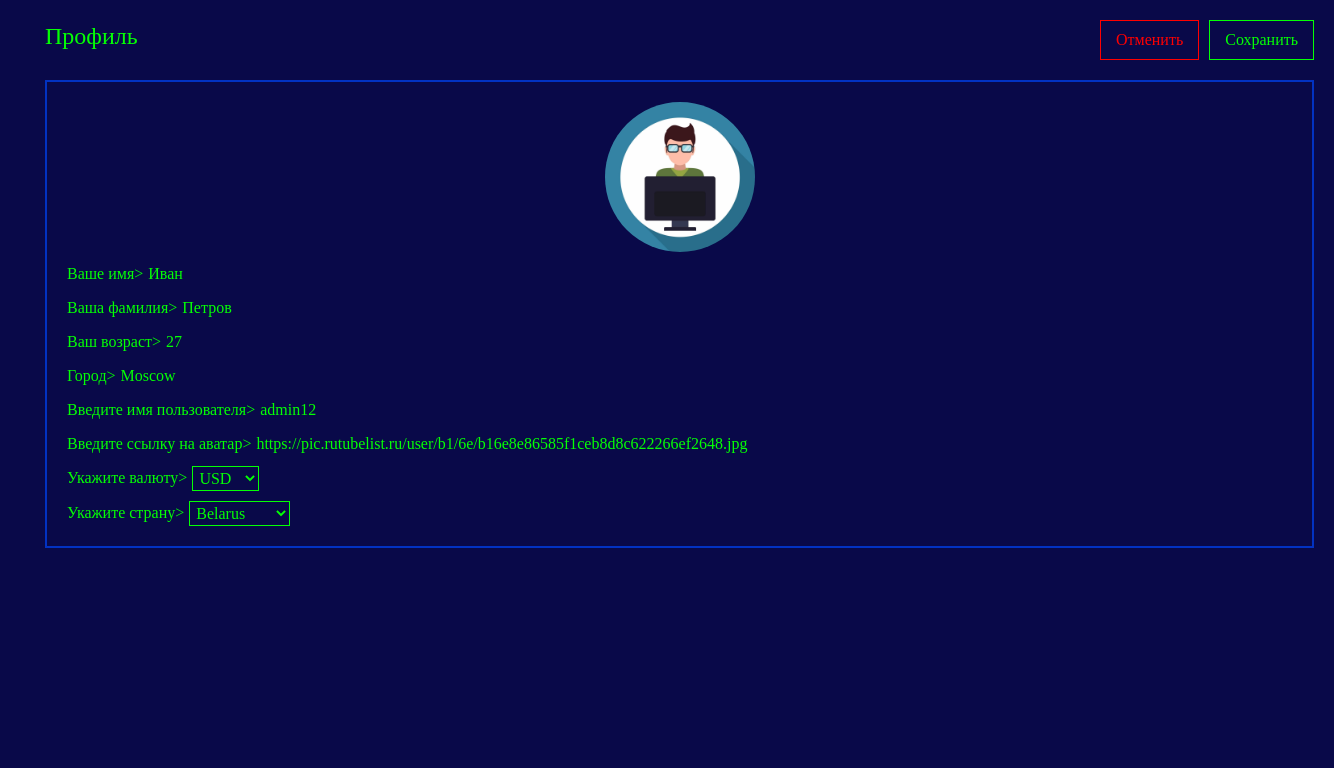 Профиль
Отменить
Сохранить
Ваше имя> Иван
Ваша фамилия> Петров
Ваш возраст> 27
Город> Moscow
Введите имя пользователя> admin12
Введите ссылку на аватар> https://pic.rutubelist.ru/user/b1/6e/b16e8e86585f1ceb8d8c622266ef2648.jpg
Укажите валюту> USD
Укажите страну> Belarus